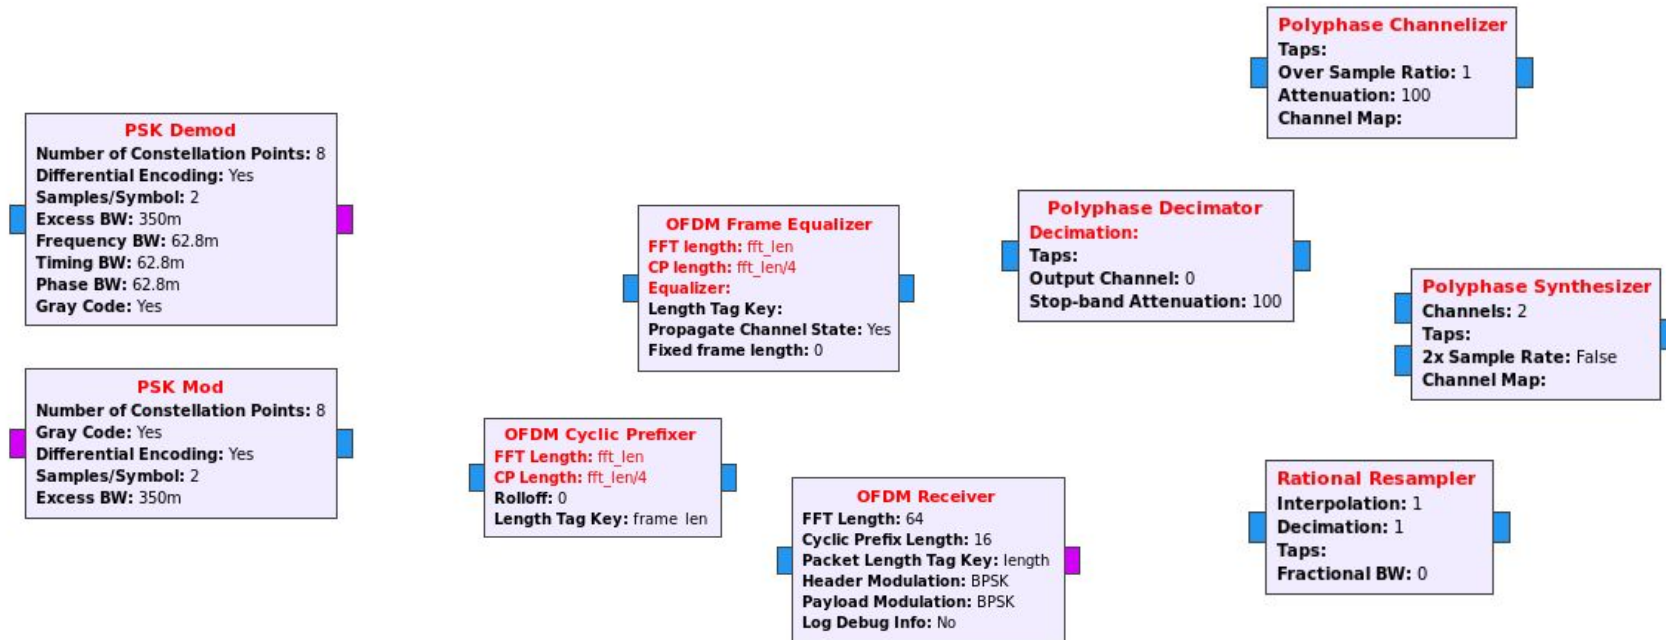 PSK Demod
Number of Constellation Points: 8
Differential Encoding: Yes
Samples/Symbol: 2
Excess BW: 350m
Frequency BW: 62.8m
Timing BW: 62.8m
Phase BW: 62.8m
Gray Code: Yes
PSK Mod
Number of Constellation Points: 8
Gray Code: Yes
Differential Encoding: Yes
Samples/Symbol: 2
Excess BW: 350m
OFDM Frame Equalizer
FFT length: fft_len
CP length: fft_len/4
Equalizer:
Length Tag Key:
Propagate Channel State: Yes
Fixed frame length: 0
OFDM Cyclic Prefixer
FFT Length: fft_len
CP Length: fft_len/4
Rolloff: 0
Length Tag Key: frame_len
OFDM Receiver
FFT Length: 64
Cyclic Prefix Length: 16
Packet Length Tag Key: length
Header Modulation: BPSK
Payload Modulation: BPSK
Log Debug Info: No
Polyphase Channelizer
Taps:
Over Sample Ratio: 1
Attenuation: 100
Channel Map:
Polyphase Decimator
Decimation:
Taps:
Output Channel: 0
Stop-band Attenuation: 100
Polyphase Synthesizer
Channels: 2
Taps:
2x Sample Rate: False
Channel Map:
Rational Resampler
Interpolation: 1
Decimation: 1
Taps:
Fractional BW: 0